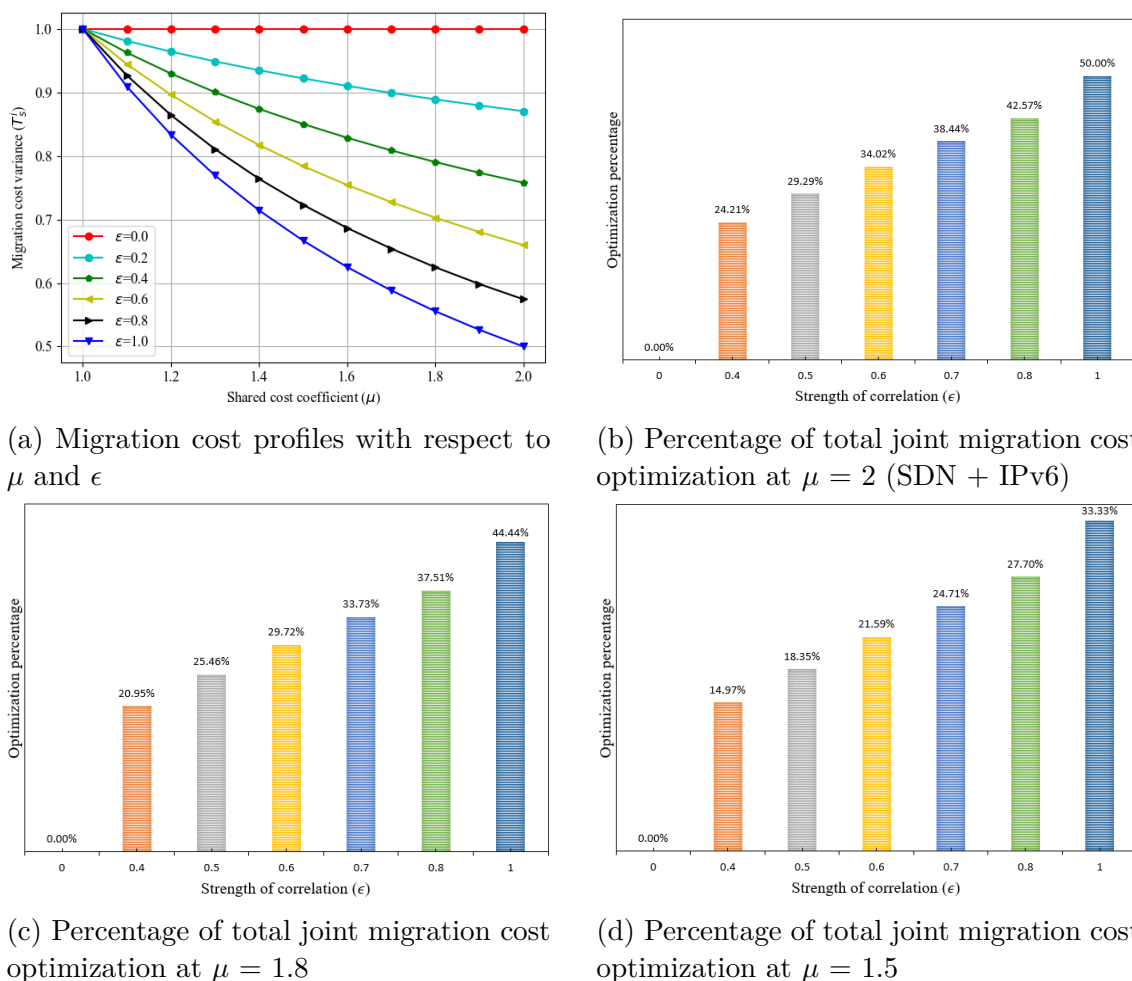 1.0
0.9
0.8
0.7
0.6
0.5
Migration cost variance (T_s^i)
ε=0.0
ε=0.2
ε=0.4
ε=0.6
ε=0.8
ε=1.0
1.0 1.2 1.4 1.6 1.8 2.0
Shared cost coefficient (μ)
(a) Migration cost profiles with respect to
μ and ϵ
Optimization percentage
0.00%
24.21%
29.29%
34.02%
38.44%
42.57%
50.00%
0 0.4 0.5 0.6 0.7 0.8 1
Strength of correlation (ϵ)
(b) Percentage of total joint migration cost
optimization at μ = 2 (SDN + IPv6)
Optimization percentage
0.00%
20.95%
25.46%
29.72%
33.73%
37.51%
44.44%
0 0.4 0.5 0.6 0.7 0.8 1
Strength of correlation (ϵ)
(c) Percentage of total joint migration cost
optimization at μ = 1.8
Optimization percentage
0.00%
14.97%
18.35%
21.59%
24.71%
27.70%
33.33%
0 0.4 0.5 0.6 0.7 0.8 1
Strength of correlation (ϵ)
(d) Percentage of total joint migration cost
optimization at μ = 1.5